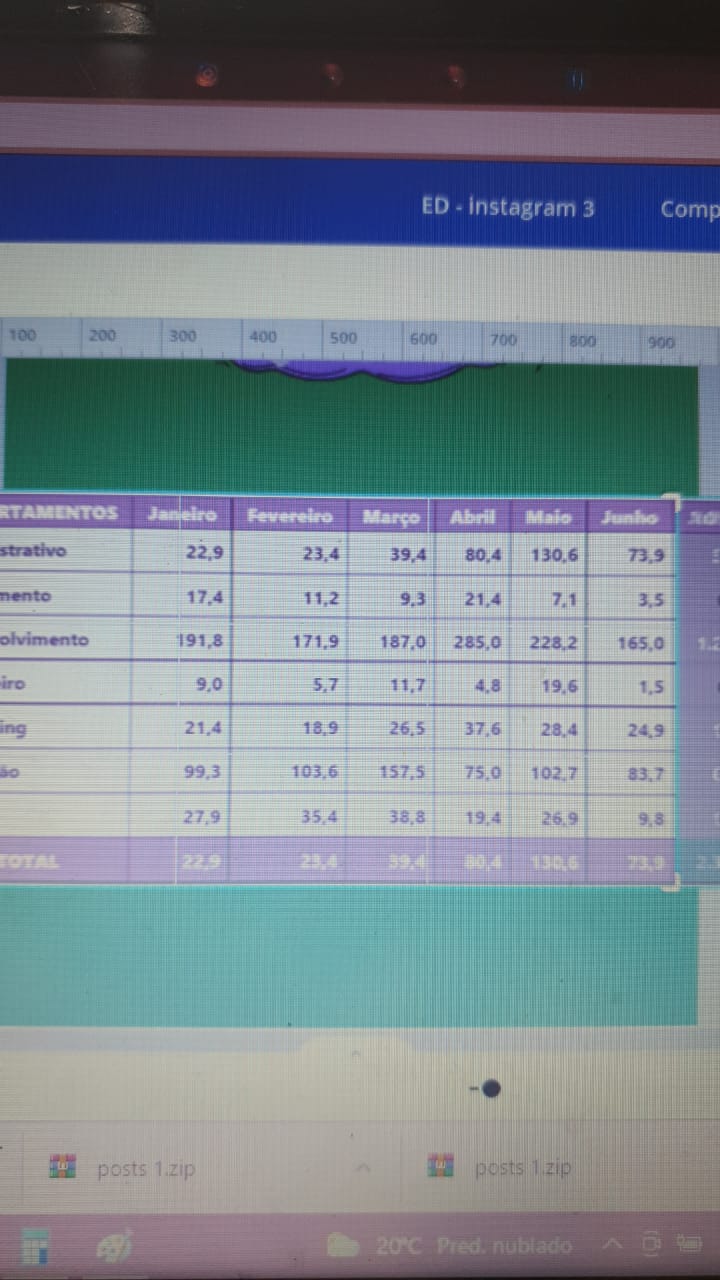 ED - Instagram 3 Comp
100 200 300 400 500 600 700 800 900
RTAMENTOS Janeiro Fevereiro Março Abril Maio Junho
strativo 22,9 23,4 39,4 80,4 130,6 73,9
mento 17,4 11,2 9,3 21,4 7,1 3,5
olvimento 191,8 171,9 187,0 285,0 228,2 165,0 1.2
iro 9,0 5,7 11,7 4,8 19,6 1,5
ing 21,4 18,9 26,5 37,6 28,4 24,9
ão 99,3 103,6 157,5 75,0 102,7 83,7
27,9 35,4 38,8 19,4 26,9 9,8
TOTAL 22,9 23,4 39,4 80,4 130,6 73,9 2.
posts 1.zip posts 1.zip
20°C Pred. nublado